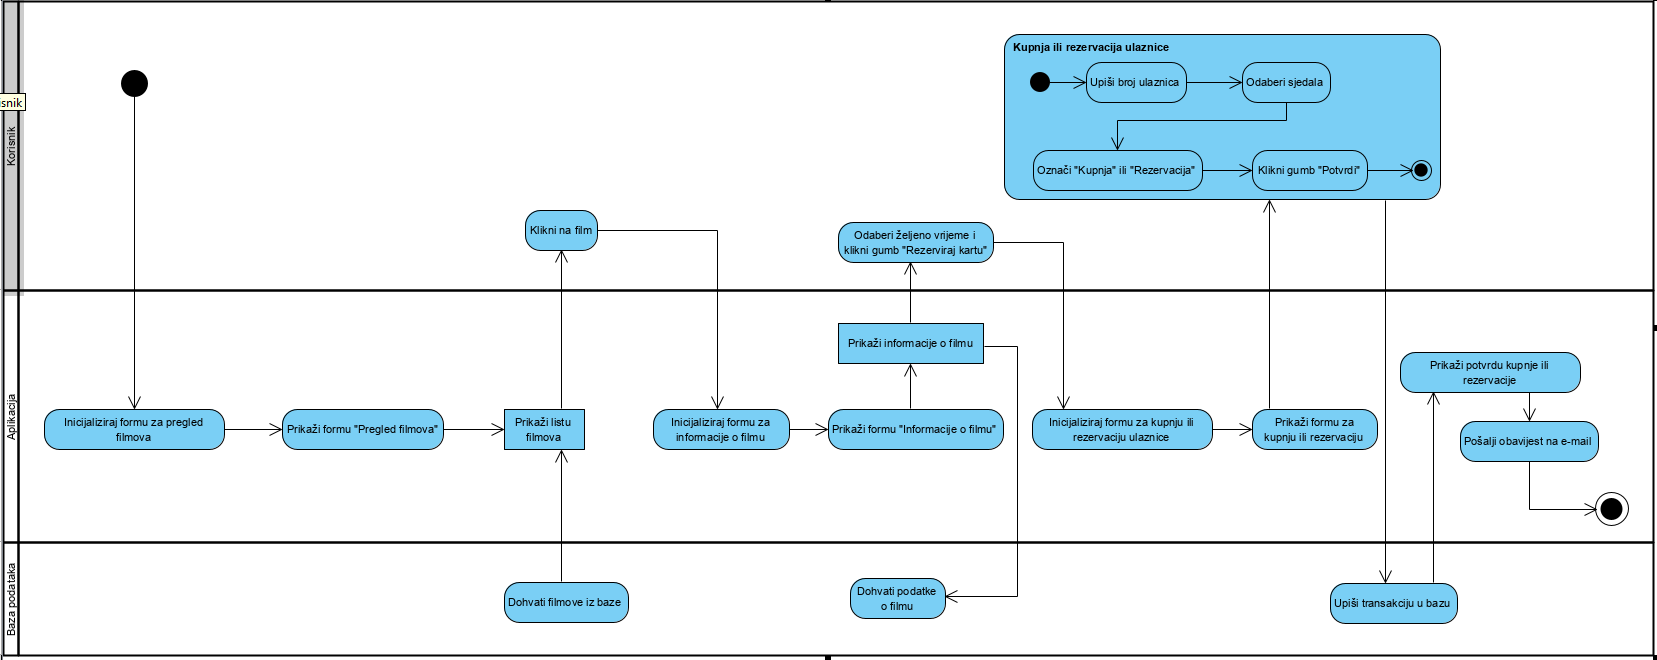 Korisnik
isnik
Kupnja ili rezervacija ulaznice
Upiši broj ulaznica
Odaberi sjedala
Označi "Kupnja" ili "Rezervacija"
Klikni gumb "Potvrdi"
Klikni na film
Odaberi željeno vrijeme i
klikni gumb "Rezerviraj kartu"
Aplikacija
Inicijaliziraj formu za pregled
filmova
Prikaži formu "Pregled filmova"
Prikaži listu
filmova
Inicijaliziraj formu za
informacije o filmu
Prikaži formu "Informacije o filmu"
Prikaži informacije o filmu
Inicijaliziraj formu za kupnju ili
rezervaciju ulaznice
Prikaži formu za
kupnju ili rezervaciju
Prikaži potvrdu kupnje ili
rezervacije
Pošalji obavijest na e-mail
Baza podataka
Dohvati filmove iz baze
Dohvati podatke
o filmu
Upiši transakciju u bazu